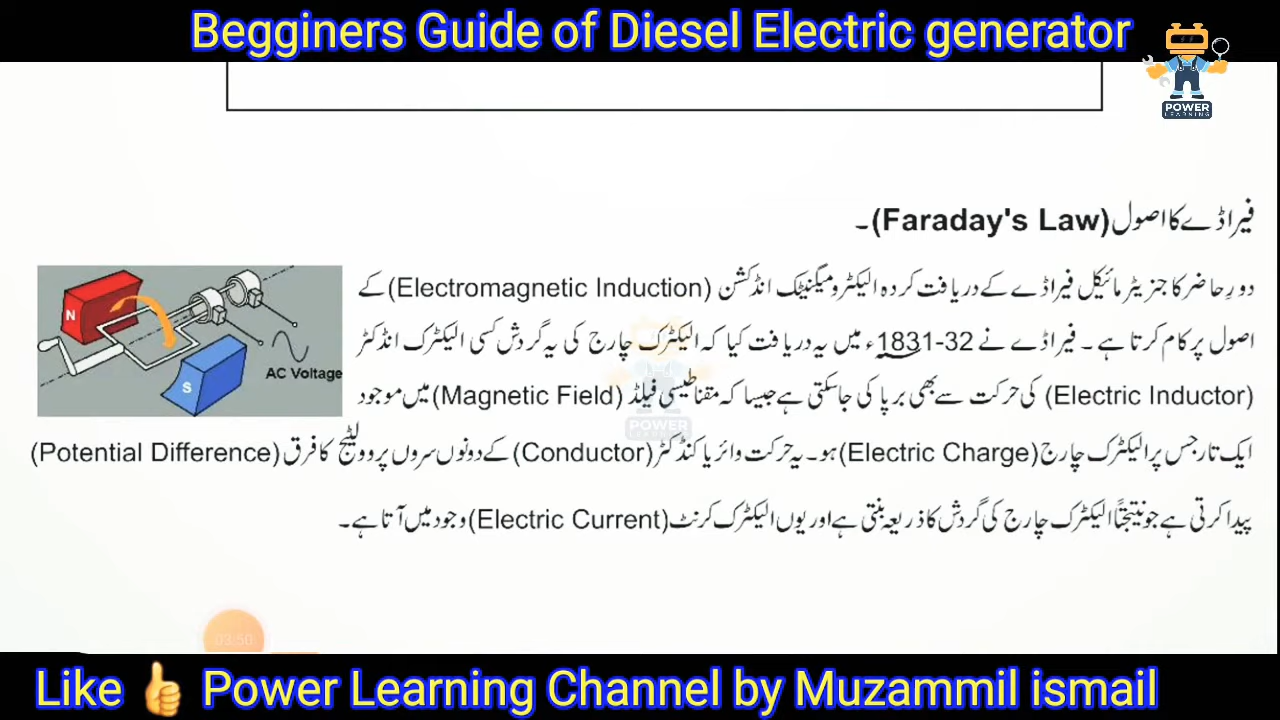 Begginers Guide of Diesel Electric generator
POWER
LEARNING
فیراڈے کا اصول (Faraday's Law) ۔
دورِ حاضر کا جنریٹر مائیکل فیراڈے کے دریافت کردہ الیکٹرومیگنیٹک انڈکشن (Electromagnetic Induction) کے
اصول پر کام کرتا ہے ۔ فیراڈے نے 32-1831ء میں یہ دریافت کیا کہ الیکٹرک چارج کی یہ گردش کسی الیکٹرک انڈکٹر
(Electric Inductor) کی حرکت سے بھی برپا کی جاسکتی ہے جیسا کہ مقناطیسی فیلڈ (Magnetic Field) میں موجود
ایک تار جس پر الیکٹرک چارج (Electric Charge) ہو۔ یہ حرکت وائر یا کنڈکٹر (Conductor) کے دونوں سروں پر وولٹیج کا فرق (Potential Difference)
پیدا کرتی ہے جو نتیجتاً الیکٹرک چارج کی گردش کا ذریعہ بنتی ہے اور یوں الیکٹرک کرنٹ (Electric Current) وجود میں آتا ہے ۔
N
S
AC Voltage
POWER
03:50
Like 👍 Power Learning Channel by Muzammil ismail